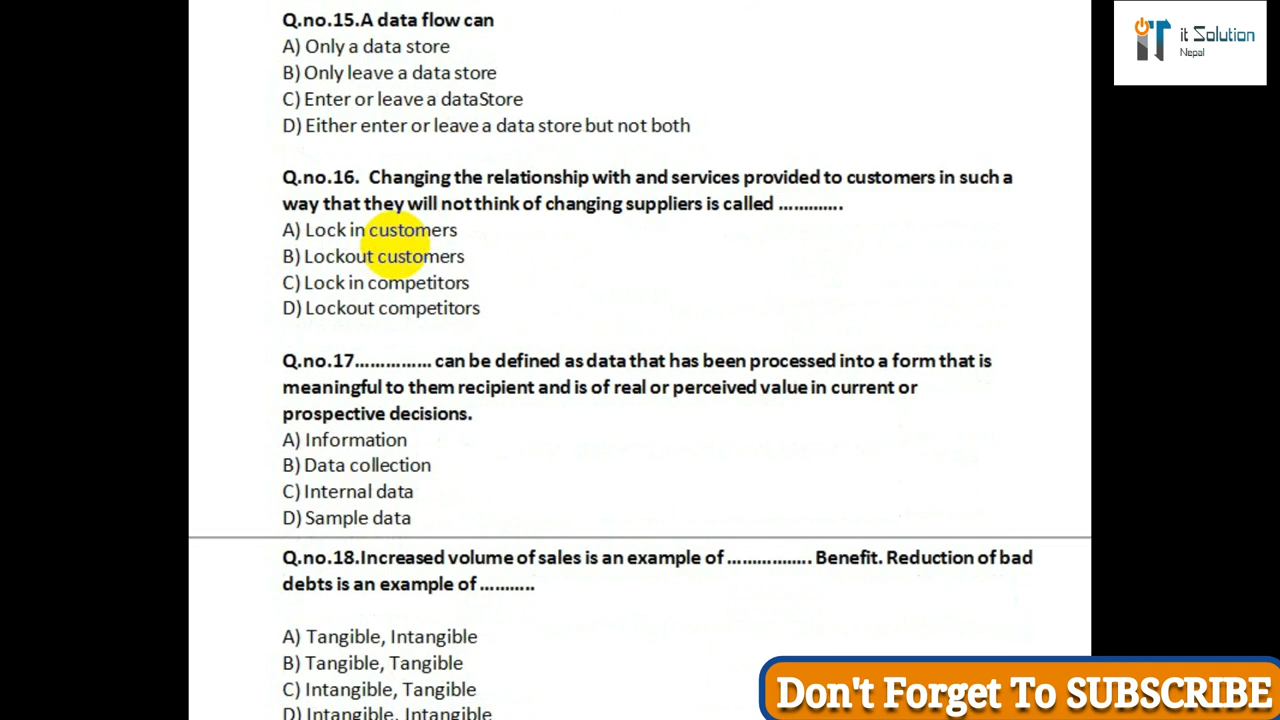 Q.no.15.A data flow can
A) Only a data store
B) Only leave a data store
C) Enter or leave a dataStore
D) Either enter or leave a data store but not both
Q.no.16. Changing the relationship with and services provided to customers in such a
way that they will not think of changing suppliers is called .............
A) Lock in customers
B) Lockout customers
C) Lock in competitors
D) Lockout competitors
Q.no.17............... can be defined as data that has been processed into a form that is
meaningful to them recipient and is of real or perceived value in current or
prospective decisions.
A) Information
B) Data collection
C) Internal data
D) Sample data
Q.no.18.Increased volume of sales is an example of ................ Benefit. Reduction of bad
debts is an example of ...........
A) Tangible, Intangible
B) Tangible, Tangible
C) Intangible, Tangible
D) Intangible, Intangible
iT it Solution
Nepal
Don't Forget To SUBSCRIBE